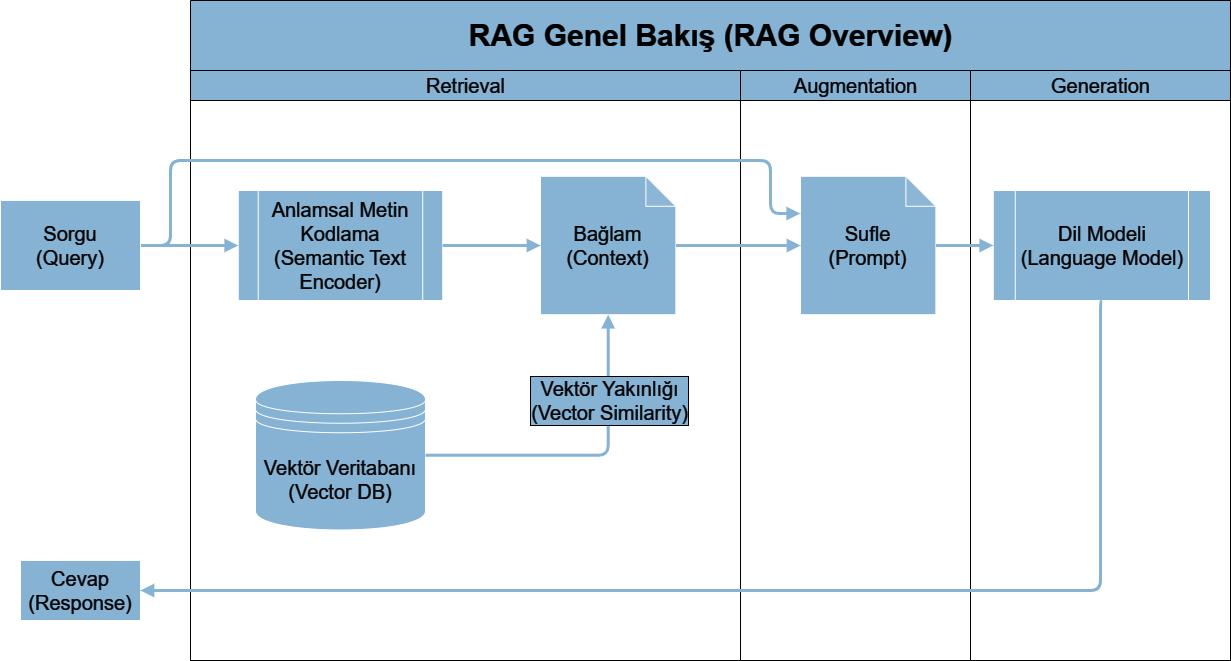 RAG Genel Bakış (RAG Overview)
Retrieval
Augmentation
Generation
Sorgu
(Query)
Anlamsal Metin
Kodlama
(Semantic Text
Encoder)
Bağlam
(Context)
Sufle
(Prompt)
Dil Modeli
(Language Model)
Vektör Yakınlığı
(Vector Similarity)
Vektör Veritabanı
(Vector DB)
Cevap
(Response)